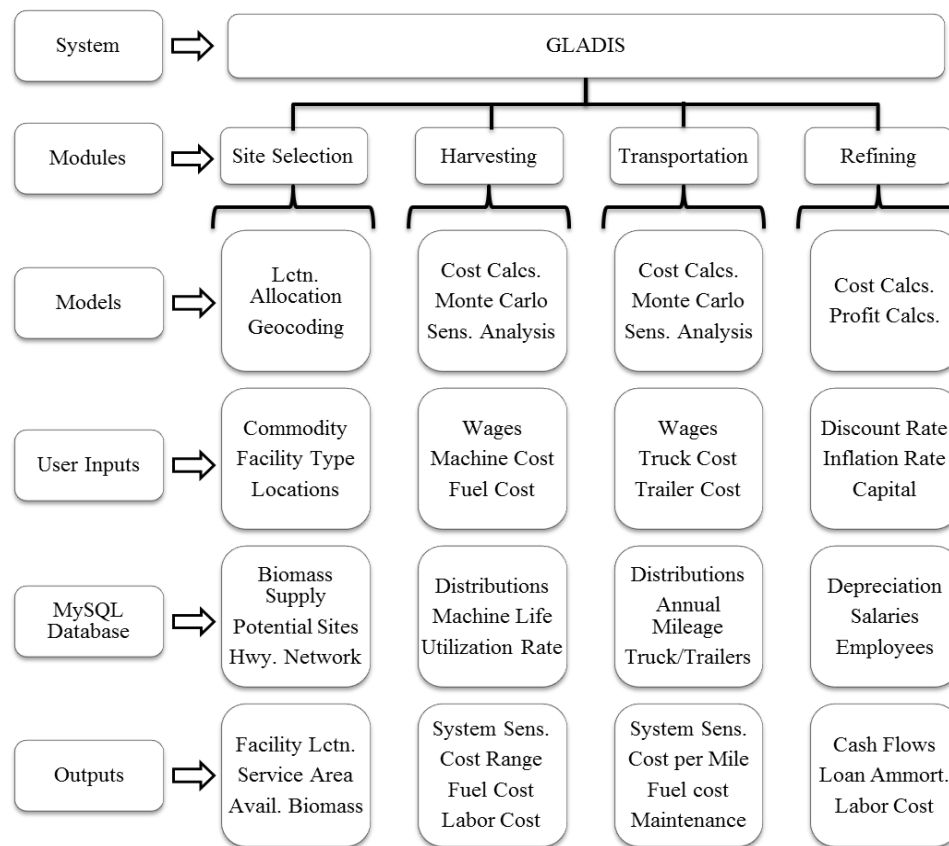 System
GLADIS
Modules
Site Selection
Harvesting
Transportation
Refining
Models
Lctn.
Allocation
Geocoding
Cost Calcs.
Monte Carlo
Sens. Analysis
Cost Calcs.
Monte Carlo
Sens. Analysis
Cost Calcs.
Profit Calcs.
User Inputs
Commodity
Facility Type
Locations
Wages
Machine Cost
Fuel Cost
Wages
Truck Cost
Trailer Cost
Discount Rate
Inflation Rate
Capital
MySQL
Database
Biomass
Supply
Potential Sites
Hwy. Network
Distributions
Machine Life
Utilization Rate
Distributions
Annual
Mileage
Truck/Trailers
Depreciation
Salaries
Employees
Outputs
Facility Lctn.
Service Area
Avail. Biomass
System Sens.
Cost Range
Fuel Cost
Labor Cost
System Sens.
Cost per Mile
Fuel cost
Maintenance
Cash Flows
Loan Ammort.
Labor Cost